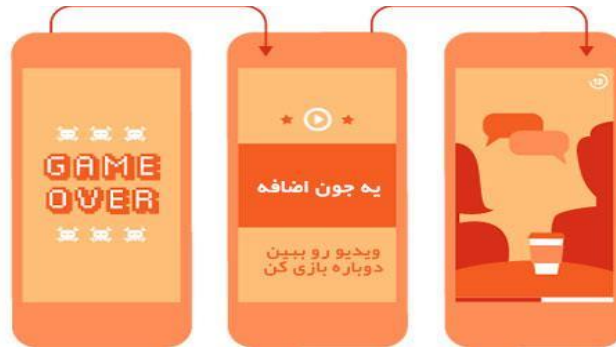 GAME
OVER
یه جون اضافه
ویدیو رو ببین
دوباره بازی کن